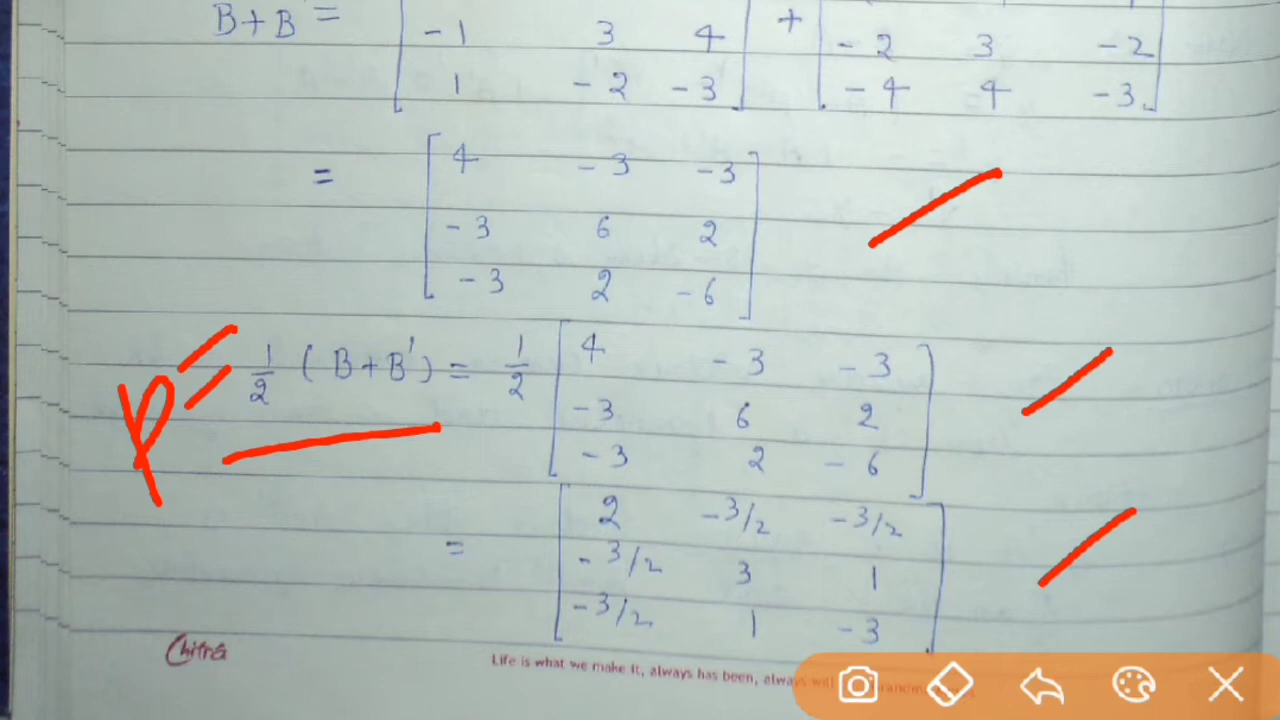 B+B' =
-1 3 4 + -2 3 -2
1 -2 -3 -4 4 -3
= 4 -3 -3
-3 6 2
-3 2 -6
P = 1/2 (B+B') = 1/2 4 -3 -3
-3 6 2
-3 2 -6
= 2 -3/2 -3/2
-3/2 3 1
-3/2 1 -3
Chitra
Life is what we make it, always has been, always will